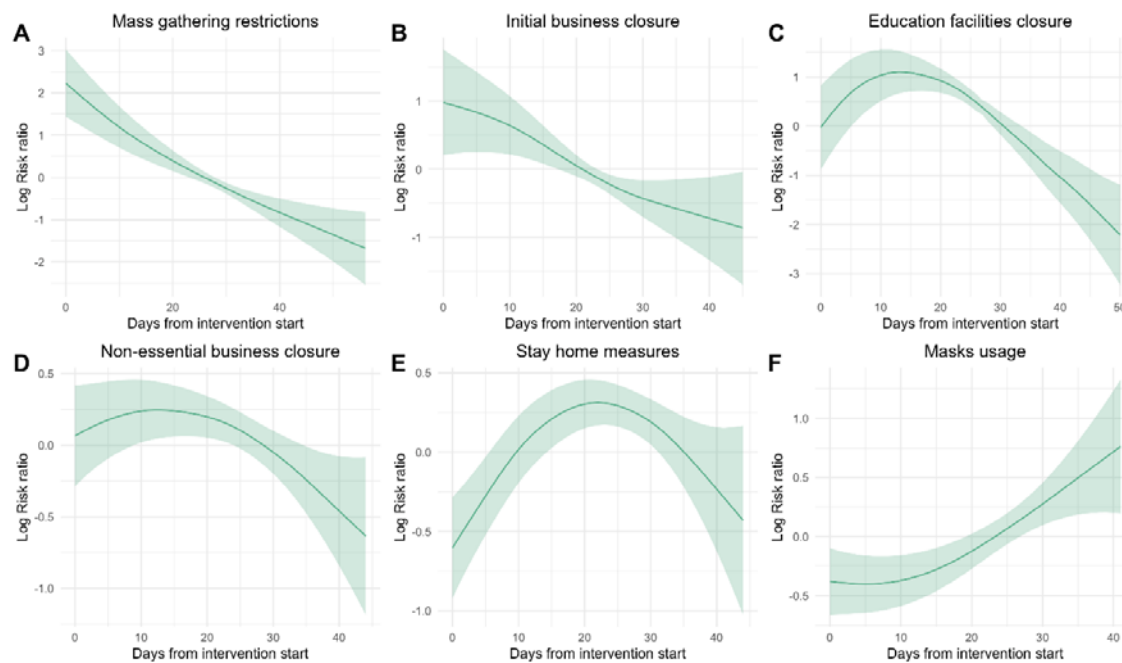 A
Mass gathering restrictions
3
2
1
0
-1
-2
Log Risk ratio
0 20 40
Days from intervention start
B
Initial business closure
1
0
-1
Log Risk ratio
0 10 20 30 40
Days from intervention start
C
Education facilities closure
1
0
-1
-2
-3
Log Risk ratio
0 10 20 30 40 50
Days from intervention start
D
Non-essential business closure
0.5
0.0
-0.5
-1.0
Log Risk ratio
0 10 20 30 40
Days from intervention start
E
Stay home measures
0.5
0.0
-0.5
-1.0
Log Risk ratio
0 10 20 30 40
Days from intervention start
F
Masks usage
1.0
0.5
0.0
-0.5
Log Risk ratio
0 10 20 30 40
Days from intervention start